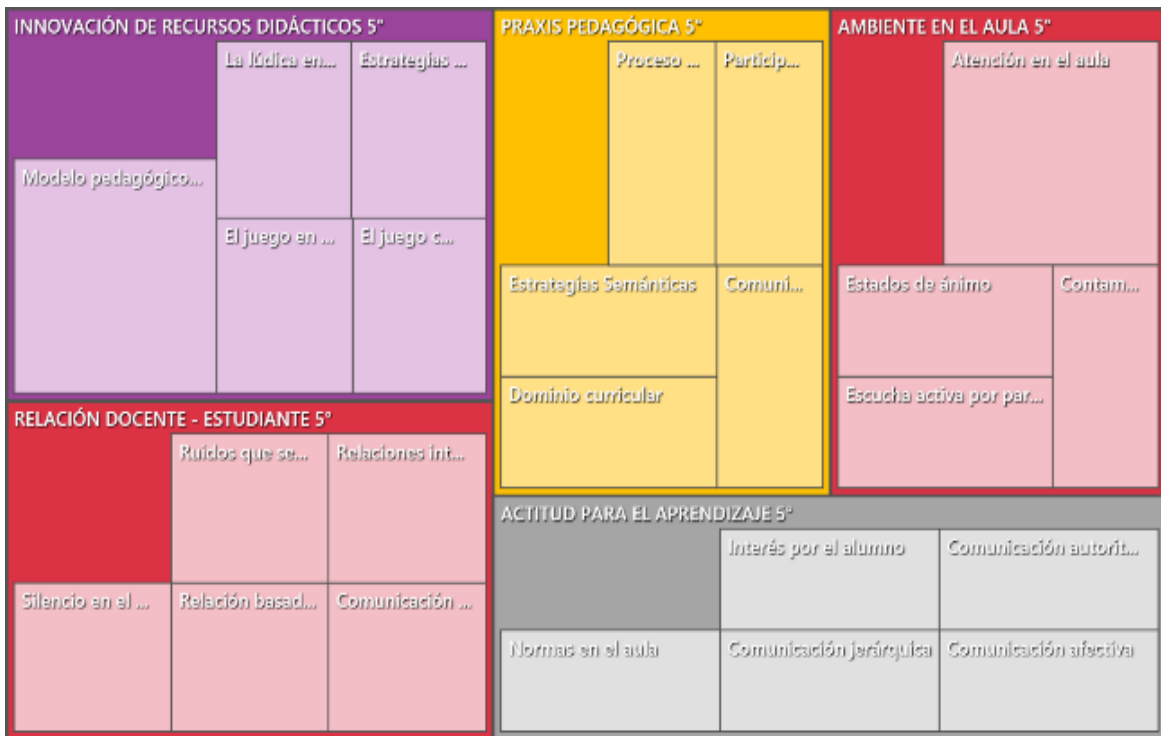 INNOVACIÓN DE RECURSOS DIDÁCTICOS 5°
La lúdica en...
Estrategias ...
Modelo pedagógico...
El juego en ...
El juego c...
PRAXIS PEDAGÓGICA 5°
Proceso ...
Particip...
Estrategias Semánticas
Comuni...
Dominio curricular
AMBIENTE EN EL AULA 5°
Atención en el aula
Estados de ánimo
Contam...
Escucha activa por par...
RELACIÓN DOCENTE - ESTUDIANTE 5°
Ruidos que se...
Relaciones int...
Silencio en el ...
Relación basad...
Comunicación ...
ACTITUD PARA EL APRENDIZAJE 5°
Interés por el alumno
Comunicación autorit...
Normas en el aula
Comunicación jerárquica
Comunicación afectiva